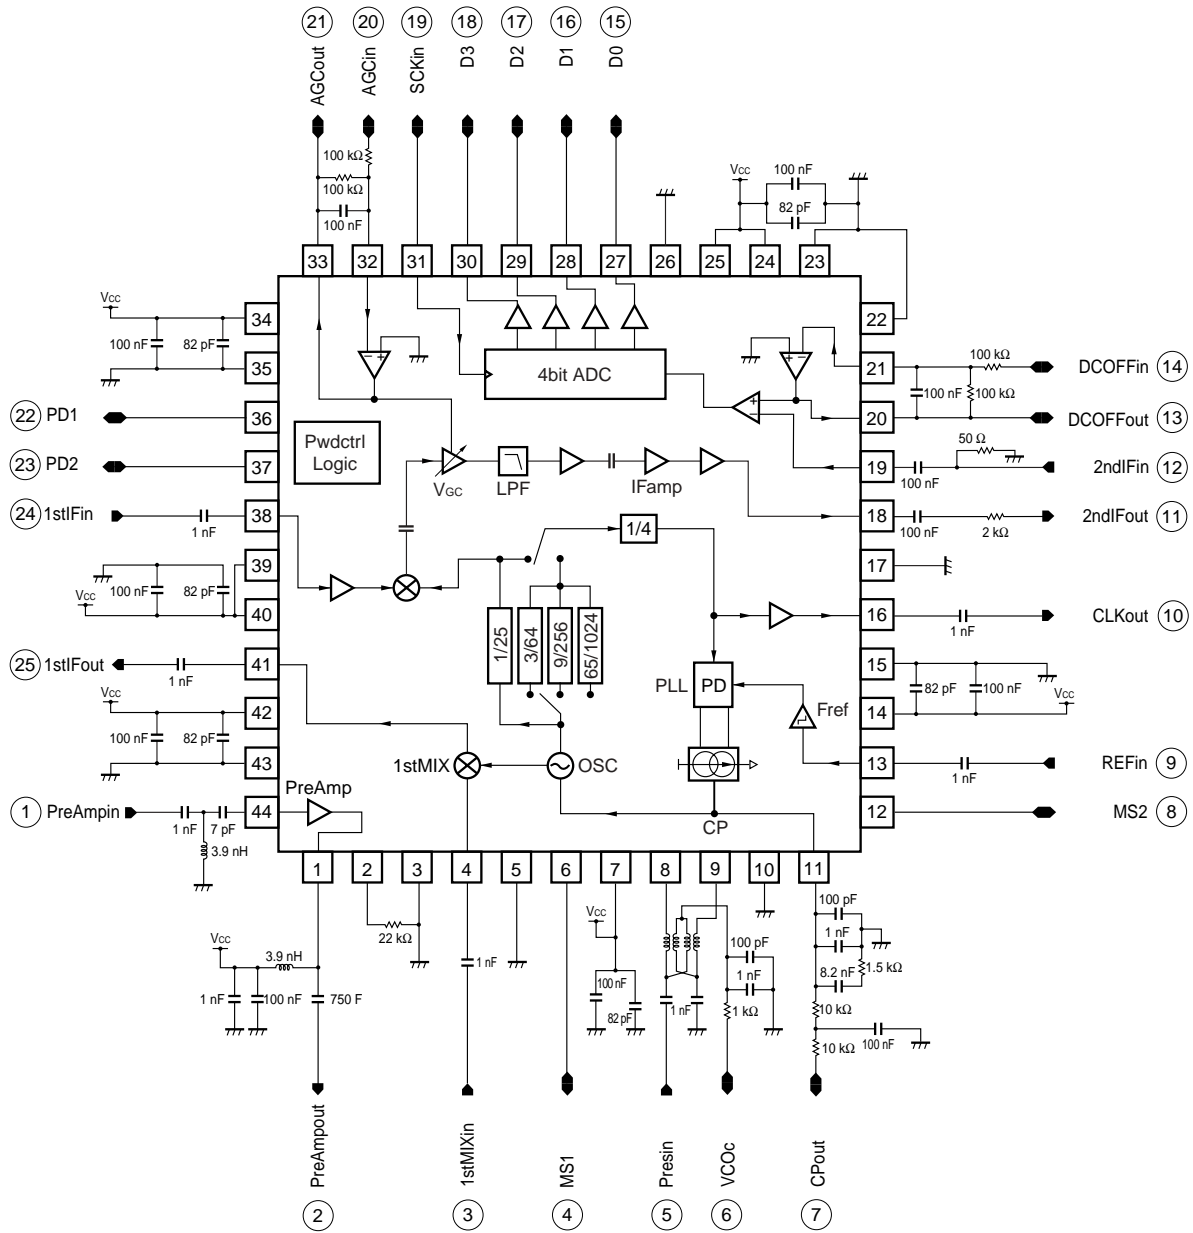 21 20 19 18 17 16 15
AGCout AGCin SCKin D3 D2 D1 D0
100 kΩ
100 kΩ
100 nF
Vcc 100 nF
82 pF
33 32 31 30 29 28 27 26 25 24 23
Vcc
100 nF 82 pF
34
35
22 PD1 36
23 PD2 37
24 1stIFin 1 nF 38
39
100 nF 82 pF
Vcc
40
25 1stIFout 1 nF 41
Vcc
42
100 nF 82 pF
43
1 PreAmpin 1 nF 7 pF 44
3.9 nH
4bit ADC
Pwdctrl
Logic
VGC LPF IFamp
1/4
1/25 3/64 9/256 65/1024
PLL PD
Fref
1stMIX OSC
PreAmp
CP
22
21 100 kΩ DCOFFin 14
100 nF 100 kΩ
20 DCOFFout 13
50 Ω
19 100 nF 2ndIFin 12
18 100 nF 2 kΩ 2ndIFout 11
17
16 1 nF CLKout 10
15
82 pF 100 nF
Vcc
14
13 1 nF REFin 9
12 MS2 8
1 2 3 4 5 6 7 8 9 10 11
22 kΩ
Vcc
3.9 nH
1 nF 100 nF 750 F
1 nF
Vcc
100 nF
82 pF
1 nF
100 pF
1 nF
1 kΩ
100 pF
1 nF
8.2 nF 1.5 kΩ
10 kΩ
100 nF
10 kΩ
PreAmpout 1stMIXin MS1 Presin VCOc CPout
2 3 4 5 6 7